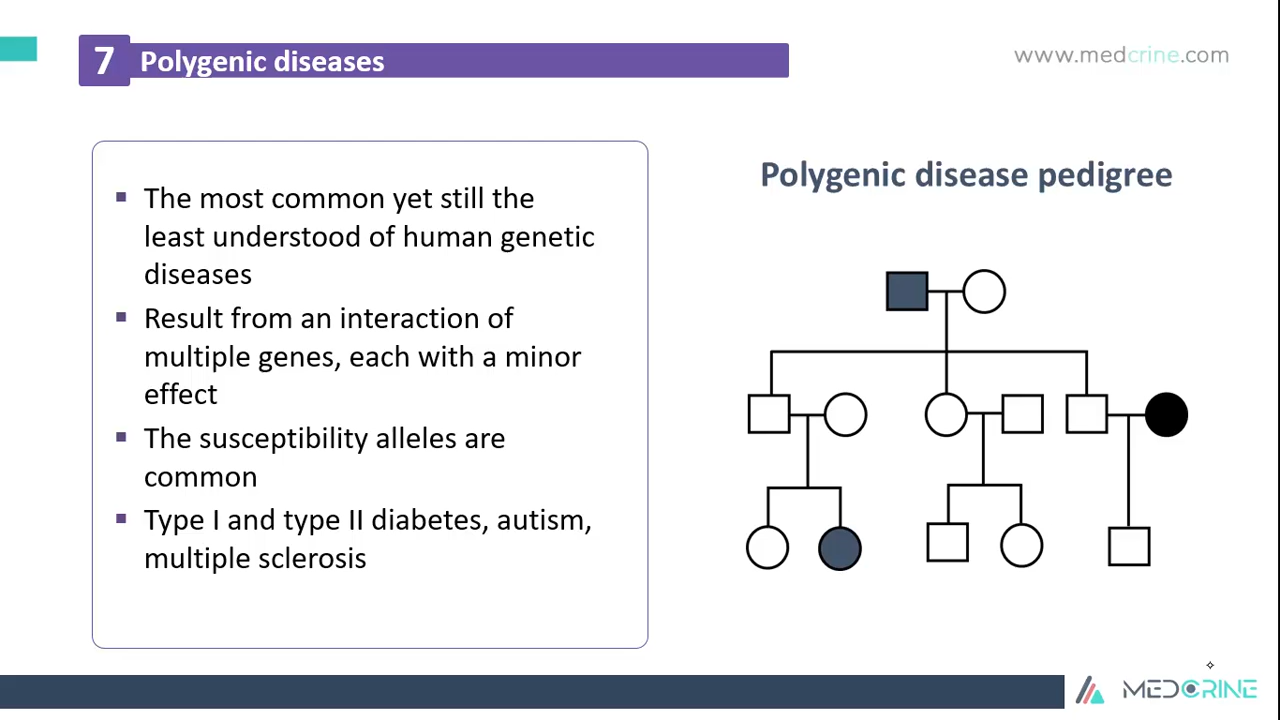 7 Polygenic diseases
www.medcrine.com
The most common yet still the
least understood of human genetic
diseases
Result from an interaction of
multiple genes, each with a minor
effect
The susceptibility alleles are
common
Type I and type II diabetes, autism,
multiple sclerosis
Polygenic disease pedigree
MEDCRINE